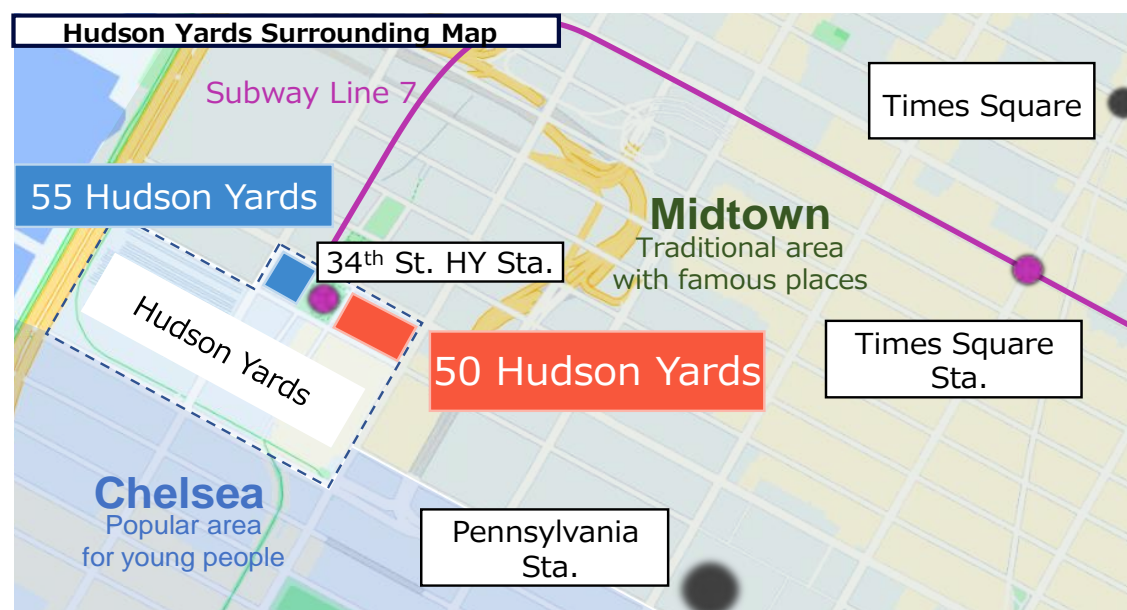 Hudson Yards Surrounding Map
Subway Line 7
Times Square
55 Hudson Yards
Midtown
Traditional area
with famous places
34th St. HY Sta.
Hudson Yards
50 Hudson Yards
Times Square
Sta.
Chelsea
Popular area
for young people
Pennsylvania
Sta.